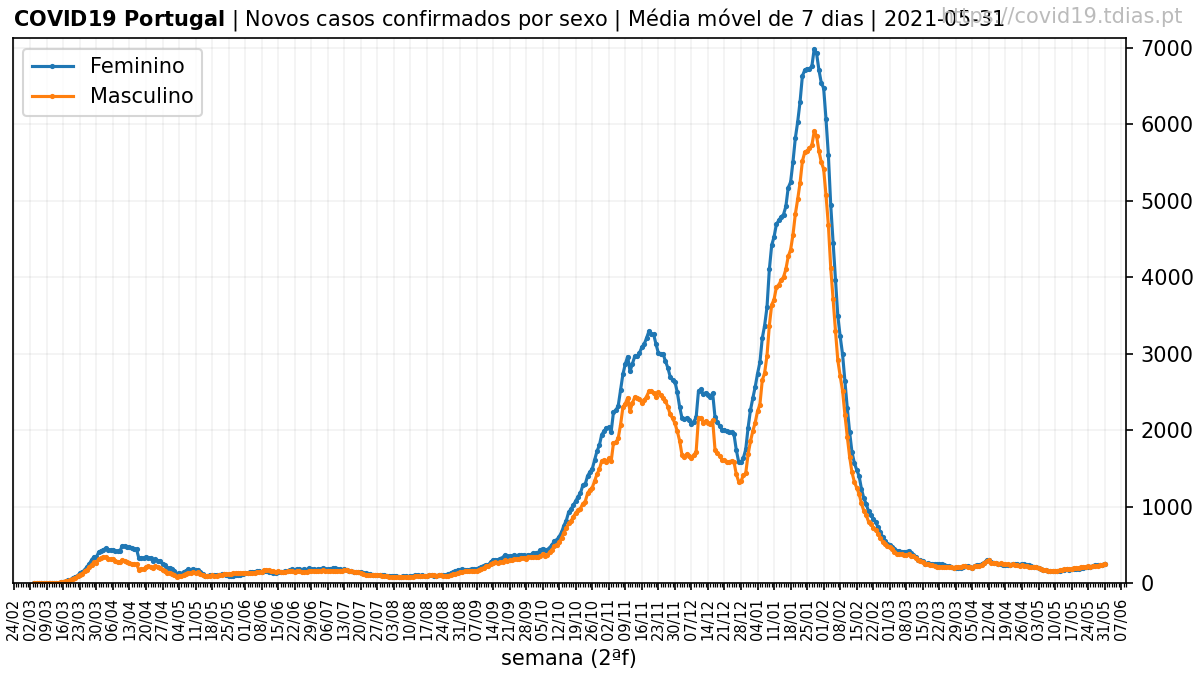 COVID19 Portugal | Novos casos confirmados por sexo | Média móvel de 7 dias | 2021-05-31
https://covid19.tdias.pt
Feminino
Masculino
7000
6000
5000
4000
3000
2000
1000
0
24/02 02/03 09/03 16/03 23/03 30/03 06/04 13/04 20/04 27/04 04/05 11/05 18/05 25/05 01/06 08/06 15/06 22/06 29/06 06/07 13/07 20/07 27/07 03/08 10/08 17/08 24/08 31/08 07/09 14/09 21/09 28/09 05/10 12/10 19/10 26/10 02/11 09/11 16/11 23/11 30/11 07/12 14/12 21/12 28/12 04/01 11/01 18/01 25/01 01/02 08/02 15/02 22/02 01/03 08/03 15/03 22/03 29/03 05/04 12/04 19/04 26/04 03/05 10/05 17/05 24/05 31/05 07/06
semana (2ªf)